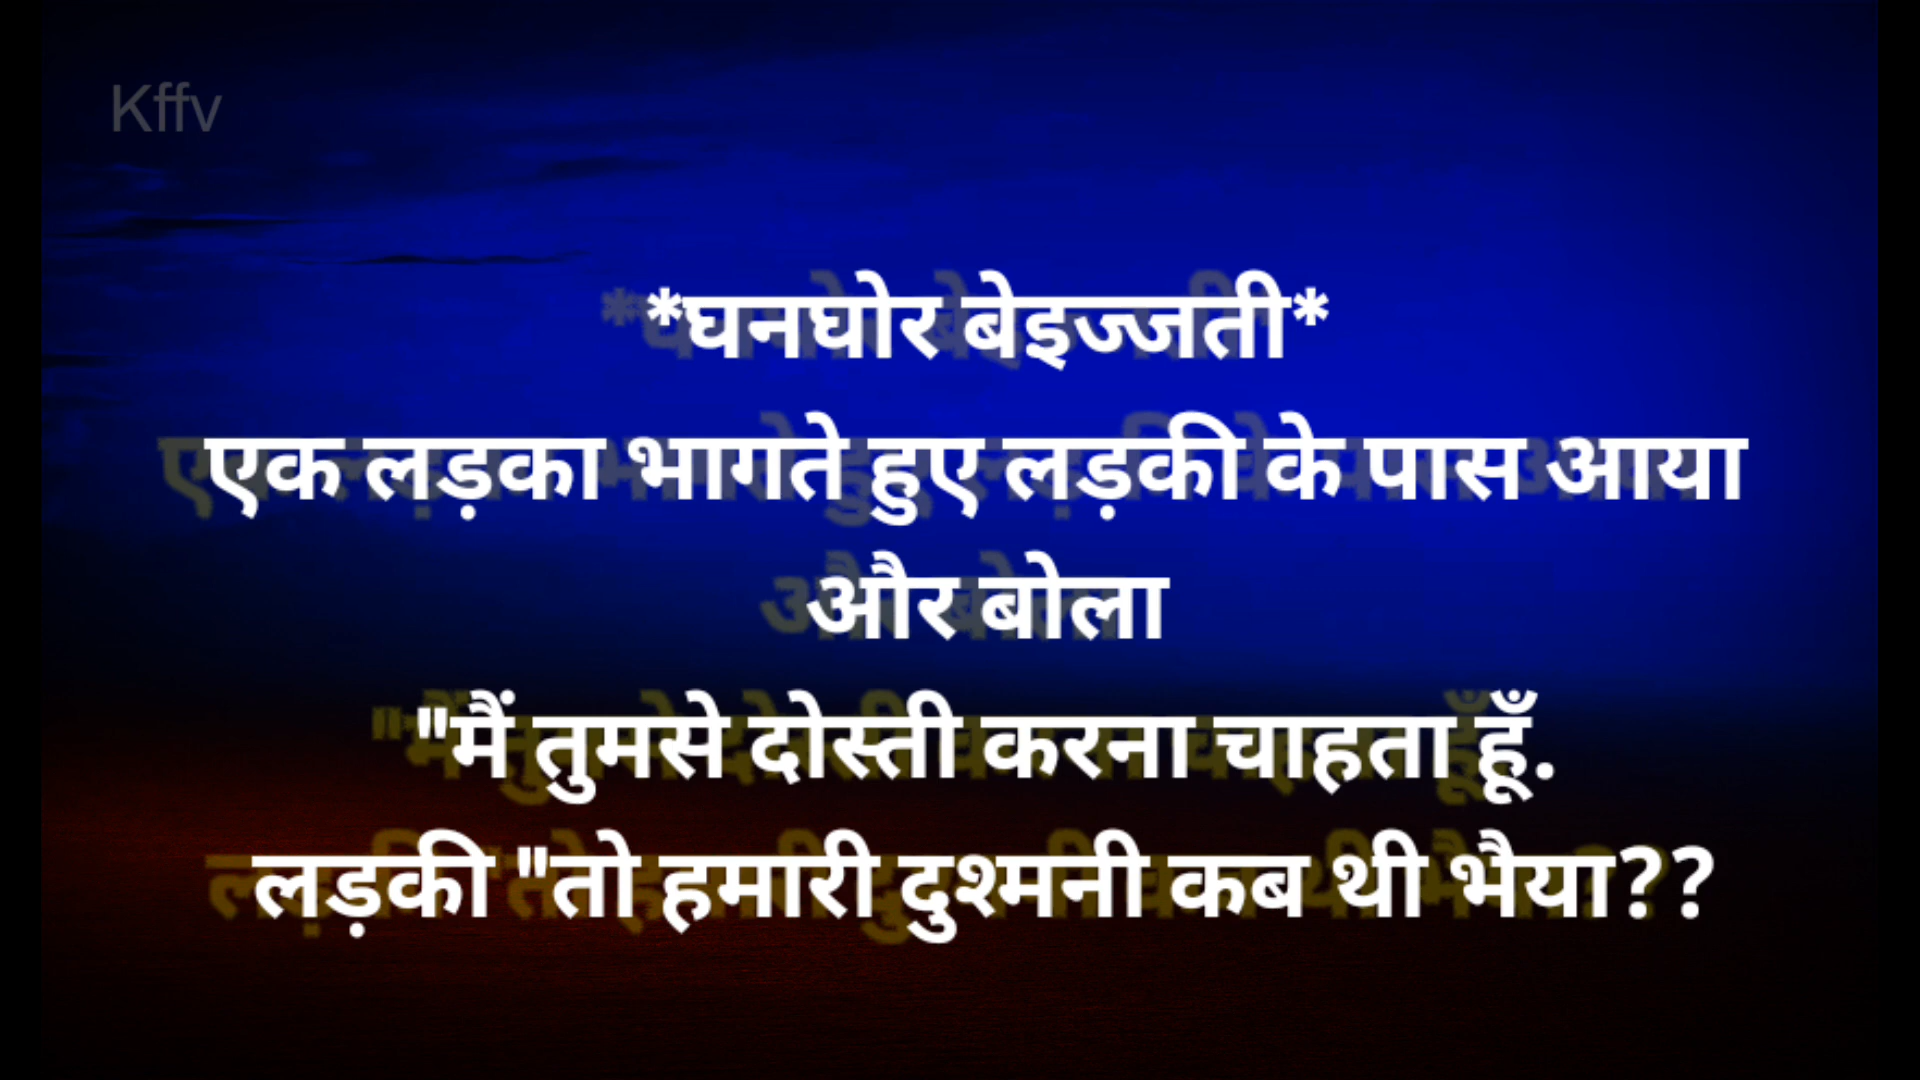 Kffv
*घनघोर बेइज्जती*
एक लड़का भागते हुए लड़की के पास आया
और बोला
"मैं तुमसे दोस्ती करना चाहता हूँ.
लड़की "तो हमारी दुश्मनी कब थी भैया??